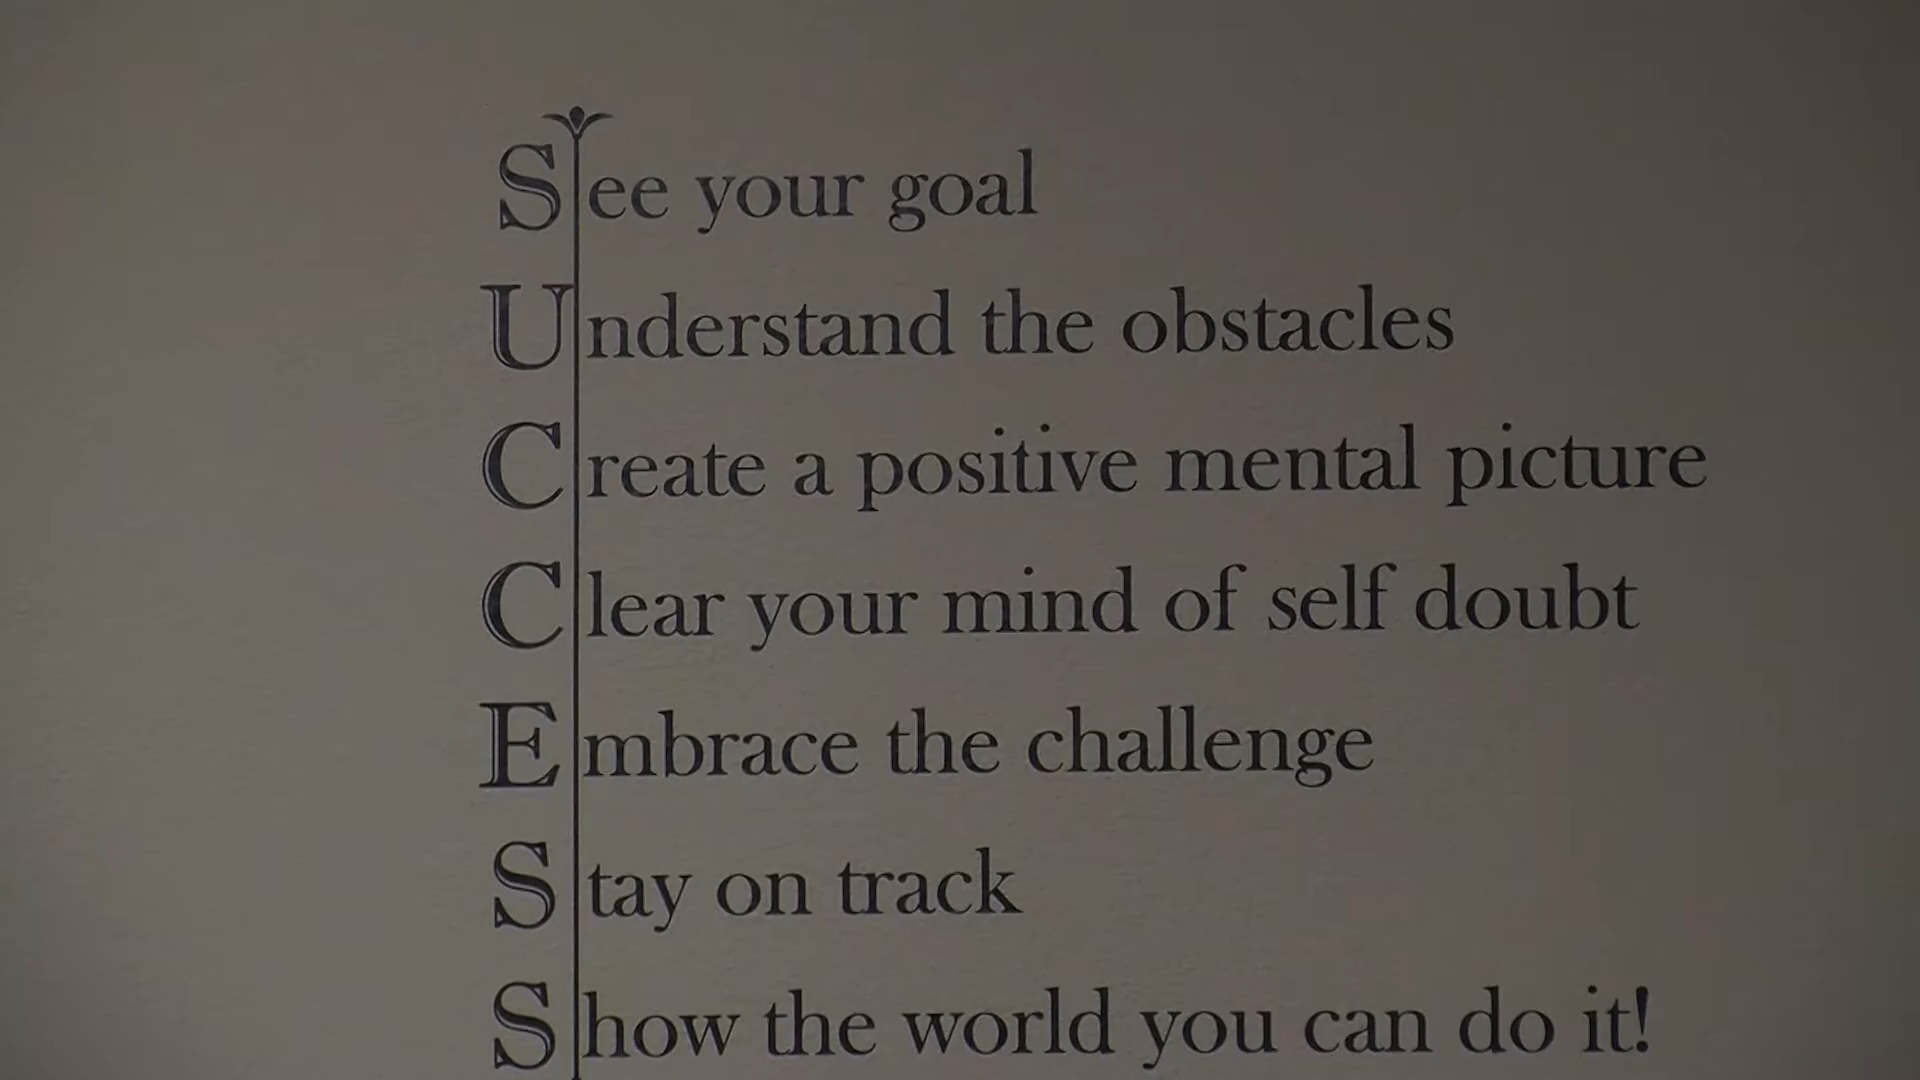 See your goal
Understand the obstacles
Create a positive mental picture
Clear your mind of self doubt
Embrace the challenge
Stay on track
Show the world you can do it!